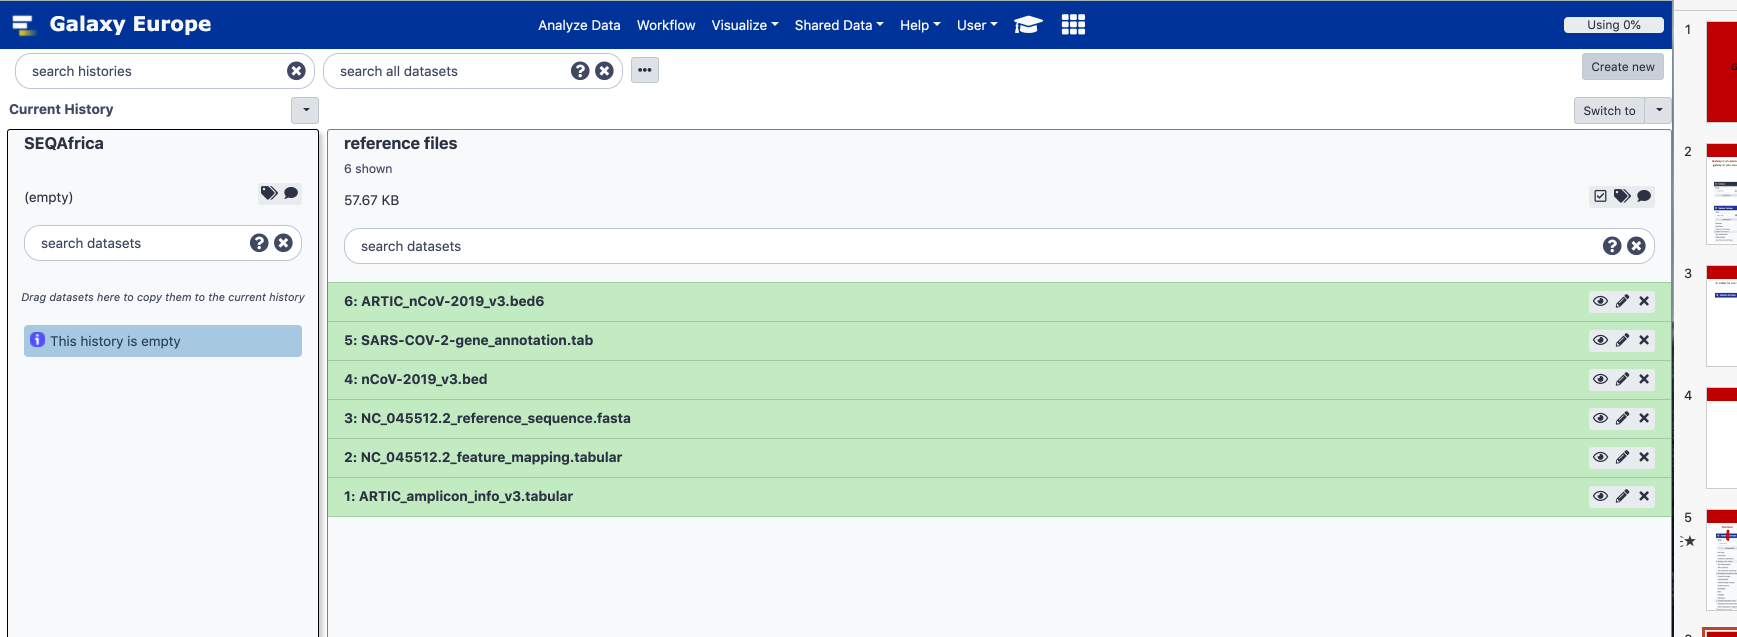 Galaxy Europe
Analyze Data Workflow Visualize Shared Data Help User
Using 0%
search histories
search all datasets
Create new
Current History
Switch to
SEQAfrica
(empty)
search datasets
Drag datasets here to copy them to the current history
This history is empty
reference files
6 shown
57.67 KB
search datasets
6: ARTIC_nCoV-2019_v3.bed6
5: SARS-COV-2-gene_annotation.tab
4: nCoV-2019_v3.bed
3: NC_045512.2_reference_sequence.fasta
2: NC_045512.2_feature_mapping.tabular
1: ARTIC_amplicon_info_v3.tabular
1
2
3
4
5